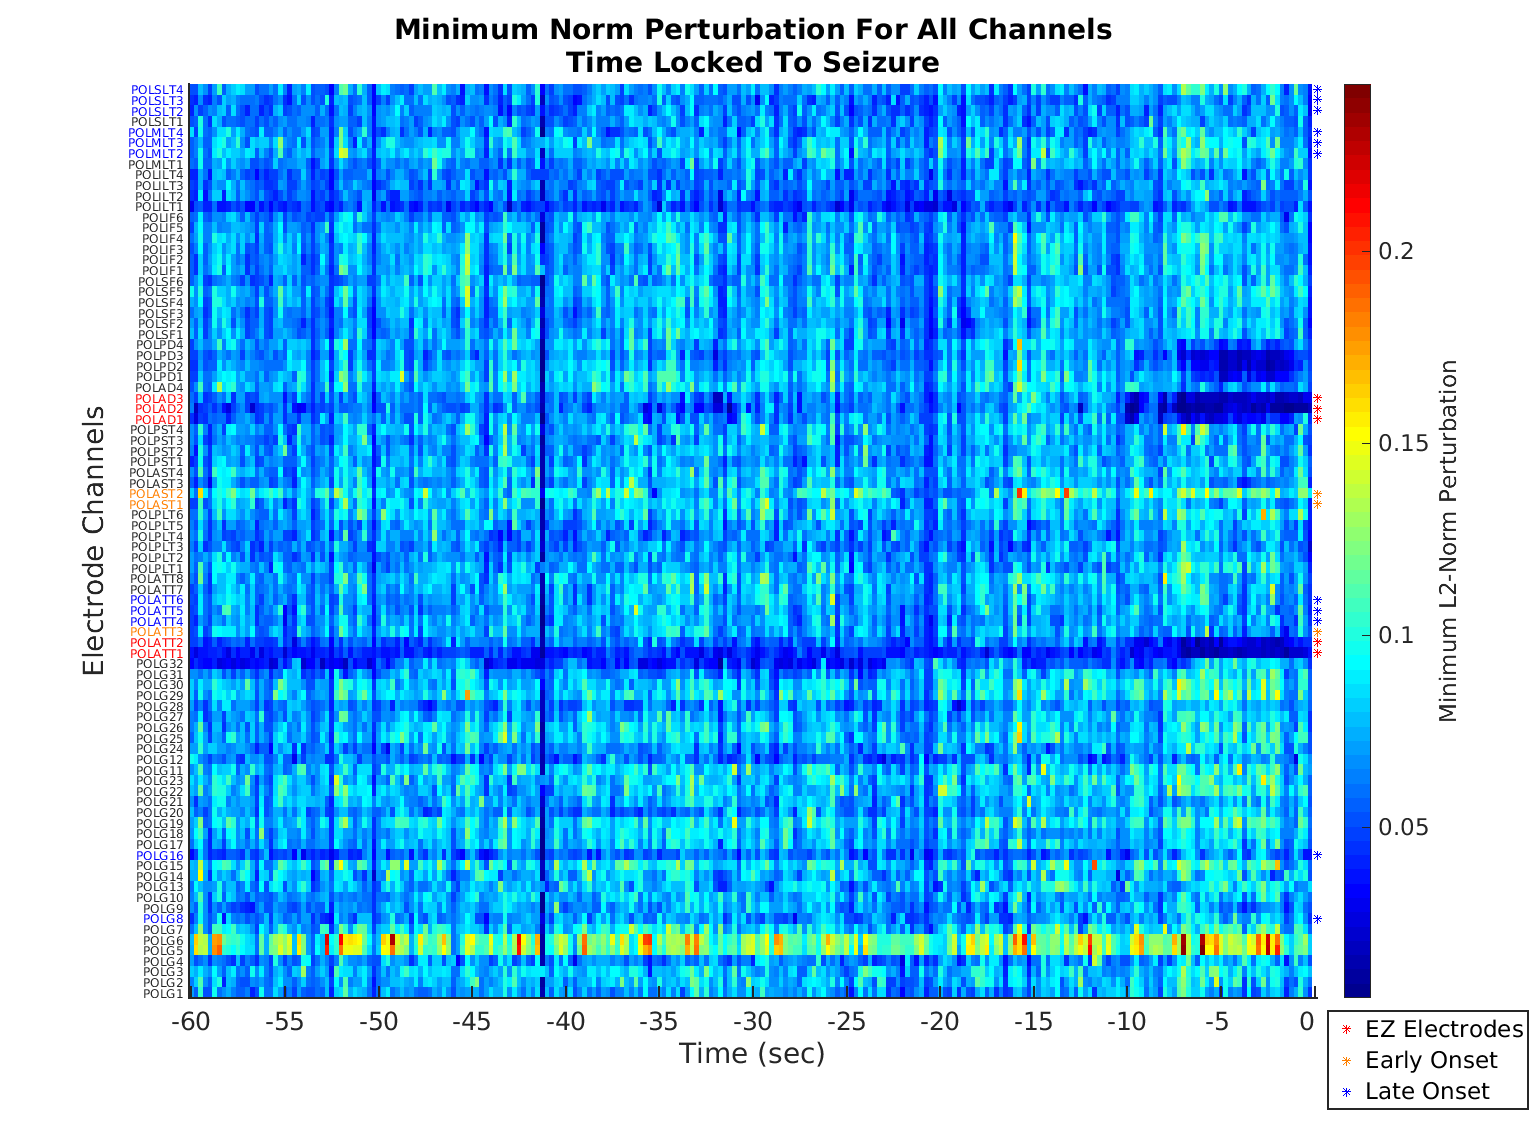 Minimum Norm Perturbation For All Channels
Time Locked To Seizure
Electrode Channels
POLSLT4
POLSLT3
POLSLT2
POLSLT1
POLMLT4
POLMLT3
POLMLT2
POLMLT1
POLILT4
POLILT3
POLILT2
POLILT1
POLIF6
POLIF5
POLIF4
POLIF3
POLIF2
POLIF1
POLSF6
POLSF5
POLSF4
POLSF3
POLSF2
POLSF1
POLPD4
POLPD3
POLPD2
POLPD1
POLAD4
POLAD3
POLAD2
POLAD1
POLPST4
POLPST3
POLPST2
POLPST1
POLAST4
POLAST3
POLAST2
POLAST1
POLPLT6
POLPLT5
POLPLT4
POLPLT3
POLPLT2
POLPLT1
POLATT8
POLATT7
POLATT6
POLATT5
POLATT4
POLATT3
POLATT2
POLATT1
POLG32
POLG31
POLG30
POLG29
POLG28
POLG27
POLG26
POLG25
POLG24
POLG12
POLG11
POLG23
POLG22
POLG21
POLG20
POLG19
POLG18
POLG17
POLG16
POLG15
POLG14
POLG13
POLG10
POLG9
POLG8
POLG7
POLG6
POLG5
POLG4
POLG3
POLG2
POLG1
-60 -55 -50 -45 -40 -35 -30 -25 -20 -15 -10 -5 0
Time (sec)
0.2
0.15
0.1
0.05
Minimum L2-Norm Perturbation
EZ Electrodes
Early Onset
Late Onset